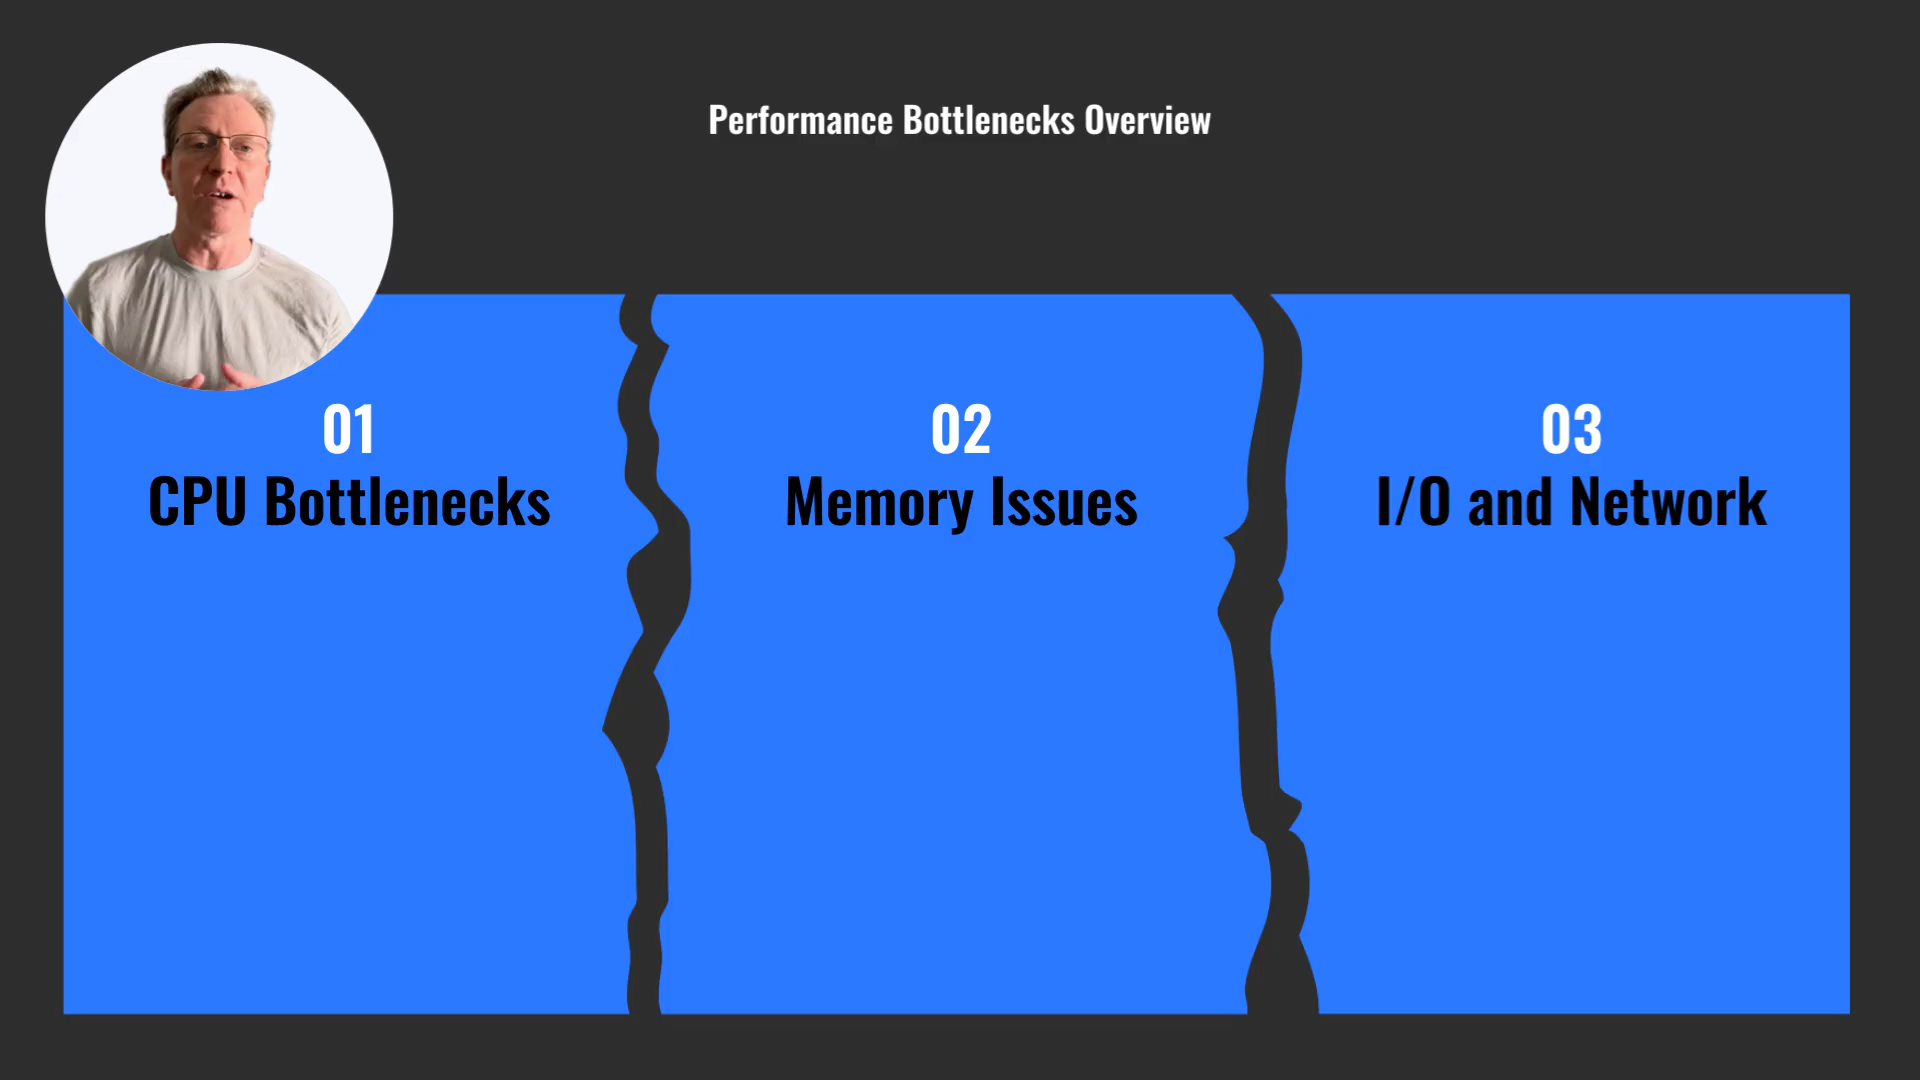 Performance Bottlenecks Overview
01
CPU Bottlenecks
02
Memory Issues
03
I/O and Network